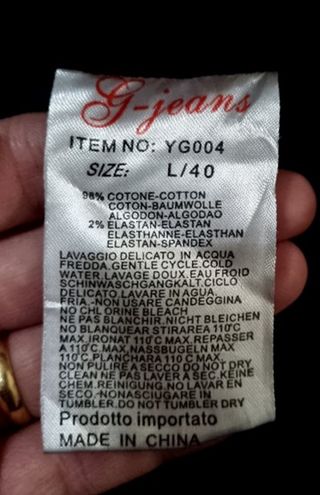 G-jeans
ITEM NO: YG004
SIZE: L/40
98% COTONE-COTTON
COTON-BAUMWOLLE
ALGODON-ALGODAO
2% ELASTAN-ELASTAN
ELASTHANNE-ELASTHAN
ELASTAN-SPANDEX
LAVAGGIO DELICATO IN ACQUA
FREDDA.GENTLE CYCLE.COLD
WATER.LAVAGE DOUX.EAU FROID
SCHINWASCHGANGKALT.CICLO
DELICATO LAVARE IN AGUA
FRIA.-NON USARE CANDEGGINA
NO CHLORINE BLEACH
NE PAS BLANCHIR.NICHT BLEICHEN
NO BLANQUEAR STIRAREA 110°C
MAX.IRONAT 110°C MAX.REPASSER
A 110°C.MAX.NASSBUGELN MAX
110°C.PLANCHARA 110 C MAX.
NON PULIRE A SECCO DO NOT DRY
CLEAN NE PAS LAVER A SEC.KEINE
CHEM.REINIGUNG.NO LAVAR EN
SECO.-NONASCIUGARE IN
TUMBLER.DO NOT TUMBLER DRY
Prodotto importato
MADE IN CHINA